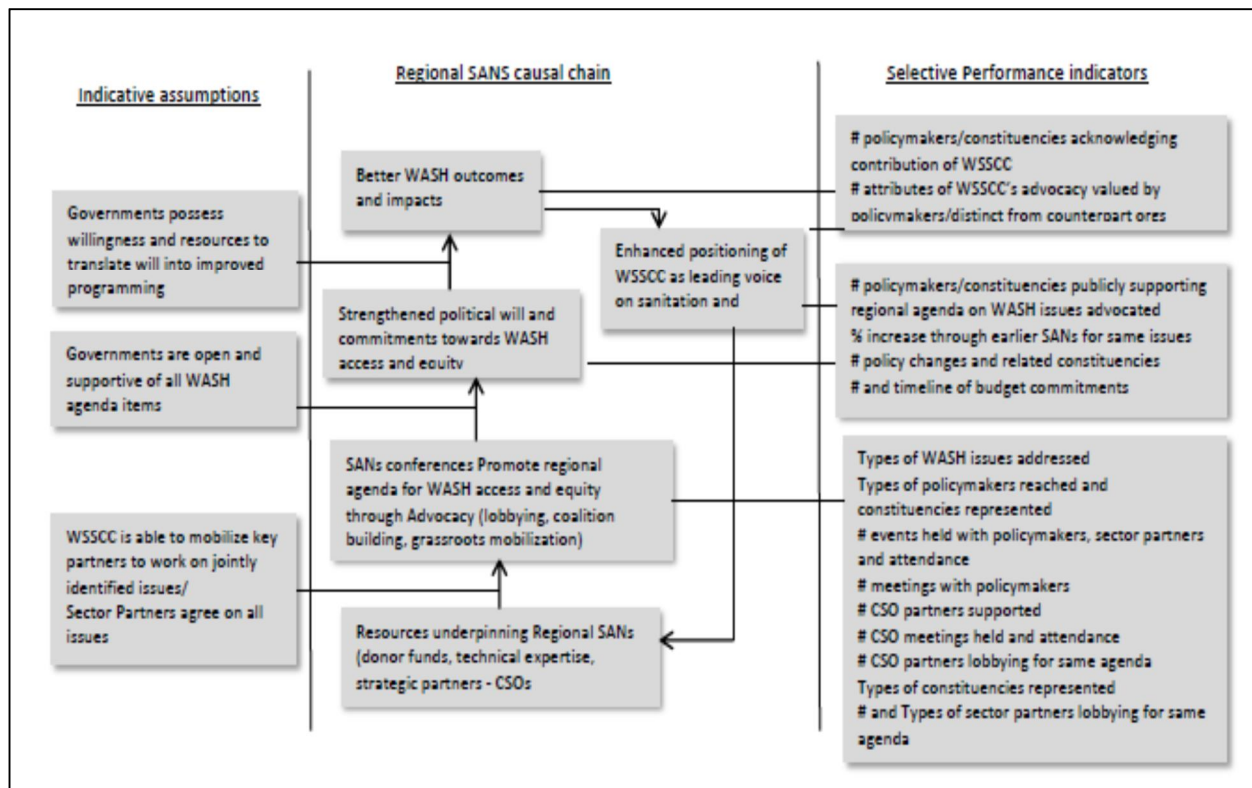 Indicative assumptions
Governments possess
willingness and resources to
translate will into improved
programming
Governments are open and
supportive of all WASH
agenda items
WSSCC is able to mobilize key
partners to work on jointly
identified issues/
Sector Partners agree on all
issues
Regional SANS causal chain
Better WASH outcomes
and impacts
Enhanced positioning of
WSSCC as leading voice
on sanitation and
Strengthened political will and
commitments towards WASH
access and equity
SANs conferences Promote regional
agenda for WASH access and equity
through Advocacy (lobbying, coalition
building, grassroots mobilization)
Resources underpinning Regional SANs
(donor funds, technical expertise,
strategic partners - CSOs
Selective Performance indicators
# policymakers/constituencies acknowledging
contribution of WSSCC
# attributes of WSSCC's advocacy valued by
policymakers/distinct from counterpart orgs
# policymakers/constituencies publicly supporting
regional agenda on WASH issues advocated
% increase through earlier SANs for same issues
# policy changes and related constituencies
# and timeline of budget commitments
Types of WASH issues addressed
Types of policymakers reached and
constituencies represented
# events held with policymakers, sector partners
and attendance
# meetings with policymakers
# CSO partners supported
# CSO meetings held and attendance
# CSO partners lobbying for same agenda
Types of constituencies represented
# and Types of sector partners lobbying for same
agenda